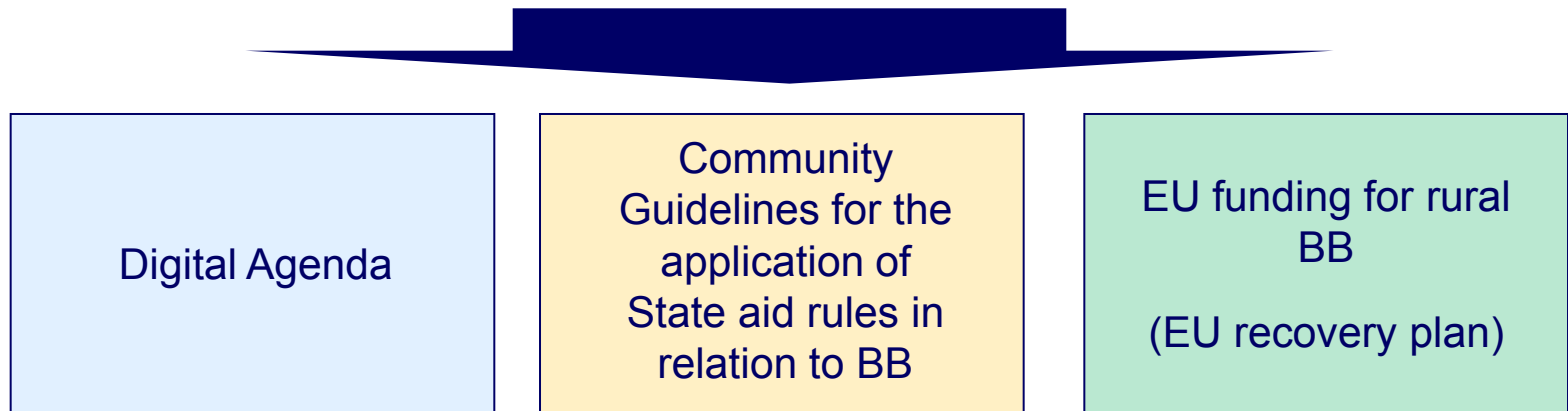 Digital Agenda
Community
Guidelines for the
application of
State aid rules in
relation to BB
EU funding for rural
BB
(EU recovery plan)